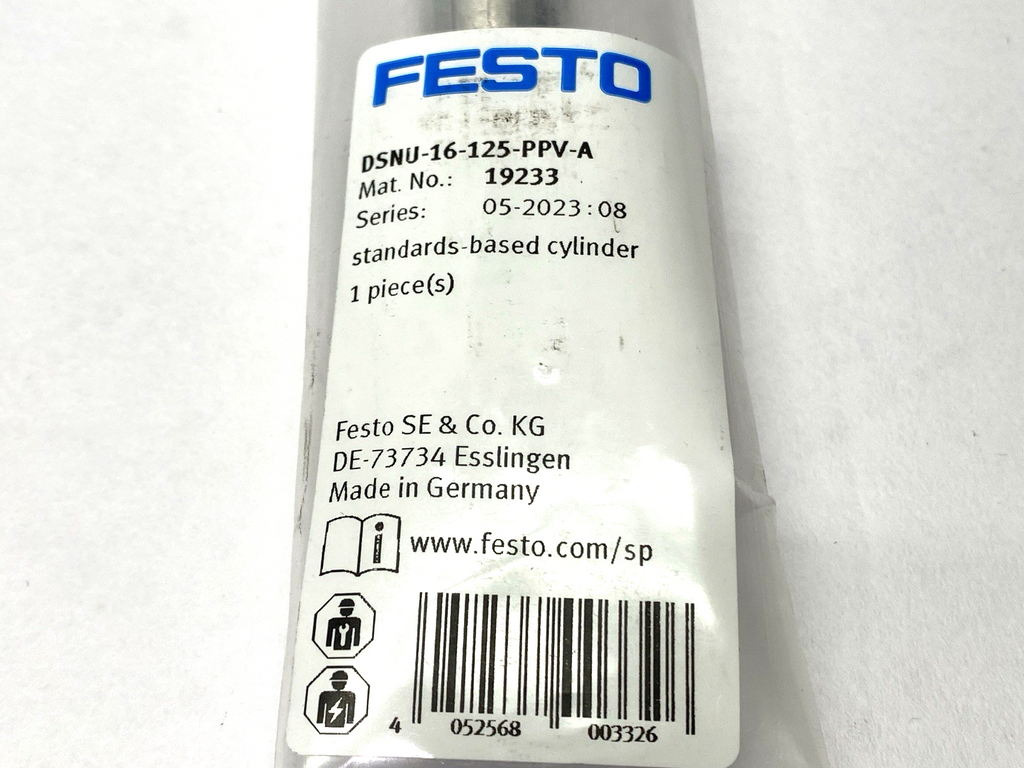 FESTO
DSNU-16-125-PPV-A
Mat. No.: 19233
Series: 05-2023:08
standards-based cylinder
1 piece(s)
Festo SE & Co. KG
DE-73734 Esslingen
Made in Germany
i www.festo.com/sp
4 052568 003326